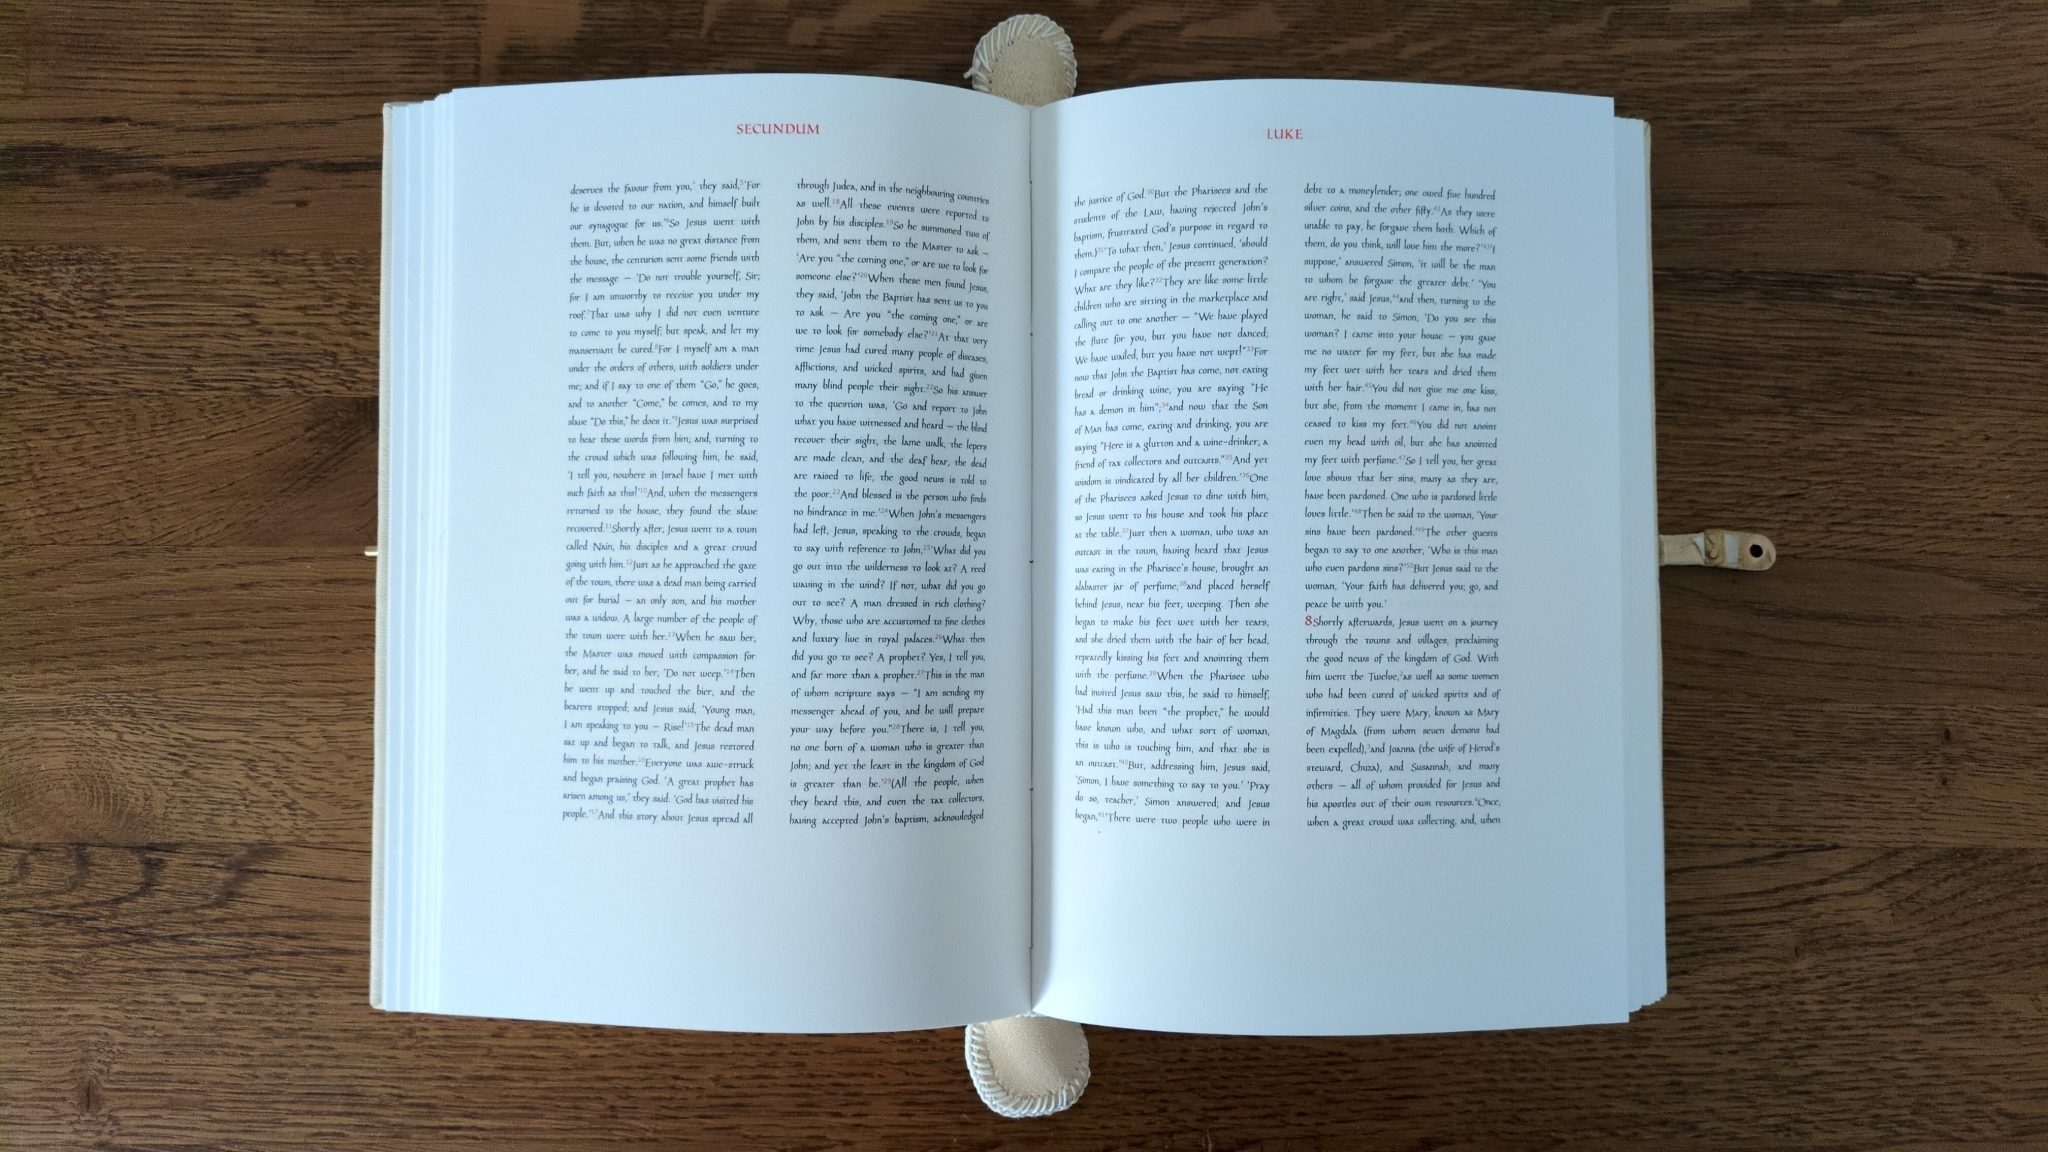 SECUNDUM
deserves the favour from you,' they said,⁵'For
he is devoted to our nation, and himself built
our synagogue for us.'⁶So Jesus went with
them. But, when he was no great distance from
the house, the centurion sent some friends with
the message – 'Do not trouble yourself, Sir;
for I am unworthy to receive you under my
roof.⁷That was why I did not even venture
to come to you myself, but speak, and let my
manservant be cured.⁸For I myself am a man
under the orders of others, with soldiers under
me; and if I say to one of them "Go," he goes,
and to another "Come," he comes, and to my
slave "Do this," he does it.'⁹Jesus was surprised
to hear these words from him; and, turning to
the crowd which was following him, he said,
'I tell you, nowhere in Israel have I met with
such faith as this!'¹⁰And, when the messengers
returned to the house, they found the slave
recovered.¹¹Shortly after, Jesus went to a town
called Nain, his disciples and a great crowd
going with him.¹²Just as he approached the gate
of the town, there was a dead man being carried
out for burial – an only son, and his mother
was a widow. A large number of the people of
the town were with her.¹³When he saw her,
the Master was moved with compassion for
her, and he said to her, 'Do not weep.'¹⁴Then
he went up and touched the bier, and the
bearers stopped; and Jesus said, 'Young man,
I am speaking to you – Rise!'¹⁵The dead man
sat up and began to talk, and Jesus restored
him to his mother.¹⁶Everyone was awe-struck
and began praising God. 'A great prophet has
arisen among us,' they said. 'God has visited his
people.'¹⁷And this story about Jesus spread all
through Judea, and in the neighbouring countries
as well.¹⁸All these events were reported to
John by his disciples.¹⁹So he summoned two of
them, and sent them to the Master to ask –
'Are you "the coming one," or are we to look for
someone else?'²⁰When these men found Jesus,
they said, 'John the Baptist has sent us to you
to ask – Are you "the coming one," or are
we to look for somebody else?'²¹At that very
time Jesus had cured many people of diseases,
afflictions, and wicked spirits, and had given
many blind people their sight.²²So his answer
to the question was, 'Go and report to John
what you have witnessed and heard – the blind
recover their sight, the lame walk, the lepers
are made clean, and the deaf hear, the dead
are raised to life, the good news is told to
the poor.²³And blessed is the person who finds
no hindrance in me.'²⁴When John's messengers
had left, Jesus, speaking to the crowds, began
to say with reference to John,²⁵'What did you
go out into the wilderness to look at? A reed
waving in the wind? If not, what did you go
out to see? A man dressed in rich clothing?
Why, those who are accustomed to fine clothes
and luxury live in royal palaces.²⁶What then
did you go to see? A prophet? Yes, I tell you,
and far more than a prophet.²⁷This is the man
of whom scripture says – "I am sending my
messenger ahead of you, and he will prepare
your way before you."²⁸There is, I tell you,
no one born of a woman who is greater than
John; and yet the least in the kingdom of God
is greater than he.'²⁹(All the people, when
they heard this, and even the tax collectors,
having accepted John's baptism, acknowledged
LUKE
the justice of God.³⁰But the Pharisees and the
students of the Law, having rejected John's
baptism, frustrated God's purpose in regard to
them.)³¹'To what then,' Jesus continued, 'should
I compare the people of the present generation?
What are they like?³²They are like some little
children who are sitting in the marketplace and
calling out to one another – "We have played
the flute for you, but you have not danced;
We have wailed, but you have not wept!"³³For
now that John the Baptist has come, not eating
bread or drinking wine, you are saying "He
has a demon in him";³⁴and now that the Son
of Man has come, eating and drinking, you are
saying "Here is a glutton and a wine-drinker, a
friend of tax collectors and outcasts."³⁵And yet
wisdom is vindicated by all her children.'³⁶One
of the Pharisees asked Jesus to dine with him,
so Jesus went to his house and took his place
at the table.³⁷Just then a woman, who was an
outcast in the town, having heard that Jesus
was eating in the Pharisee's house, brought an
alabaster jar of perfume,³⁸and placed herself
behind Jesus, near his feet, weeping. Then she
began to make his feet wet with her tears,
and she dried them with the hair of her head,
repeatedly kissing his feet and anointing them
with the perfume.³⁹When the Pharisee who
had invited Jesus saw this, he said to himself,
'Had this man been "the prophet," he would
have known who, and what sort of woman,
this is who is touching him, and that she is
an outcast.'⁴⁰But, addressing him, Jesus said,
'Simon, I have something to say to you.' 'Pray
do so, teacher,' Simon answered; and Jesus
began,⁴¹'There were two people who were in
debt to a moneylender; one owed five hundred
silver coins, and the other fifty.⁴²As they were
unable to pay, he forgave them both. Which of
them, do you think, will love him the more?'⁴³'I
suppose,' answered Simon, 'it will be the man
to whom he forgave the greater debt.' 'You
are right,' said Jesus,⁴⁴and then, turning to the
woman, he said to Simon, 'Do you see this
woman? I came into your house – you gave
me no water for my feet, but she has made
my feet wet with her tears and dried them
with her hair.⁴⁵You did not give me one kiss,
but she, from the moment I came in, has not
ceased to kiss my feet.⁴⁶You did not anoint
even my head with oil, but she has anointed
my feet with perfume.⁴⁷So I tell you, her great
love shows that her sins, many as they are,
have been pardoned. One who is pardoned little
loves little.'⁴⁸Then he said to the woman, 'Your
sins have been pardoned.'⁴⁹The other guests
began to say to one another, 'Who is this man
who even pardons sins?'⁵⁰But Jesus said to the
woman, 'Your faith has delivered you; go, and
peace be with you.'
8Shortly afterwards, Jesus went on a journey
through the towns and villages, proclaiming
the good news of the kingdom of God. With
him went the Twelve,²as well as some women
who had been cured of wicked spirits and of
infirmities. They were Mary, known as Mary
of Magdala (from whom seven demons had
been expelled),³and Joanna (the wife of Herod's
steward, Chuza), and Susannah, and many
others – all of whom provided for Jesus and
his apostles out of their own resources.⁴Once,
when a great crowd was collecting, and, when